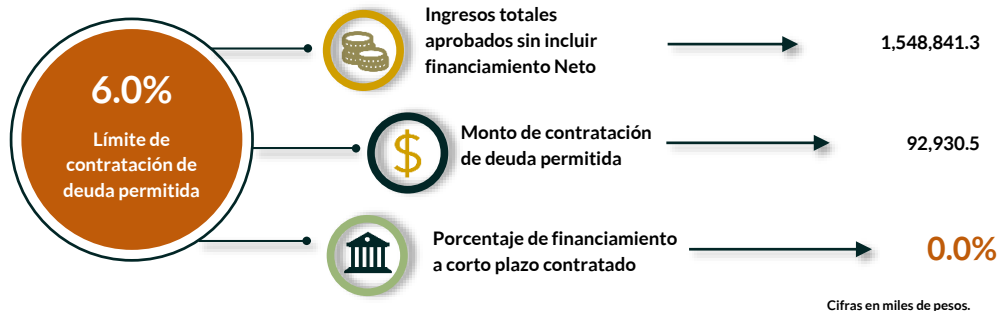 6.0%
Límite de
contratación de
deuda permitida
Ingresos totales
aprobados sin incluir
financiamiento Neto
1,548,841.3
$
Monto de contratación
de deuda permitida
92,930.5
Porcentaje de financiamiento
a corto plazo contratado
0.0%
Cifras en miles de pesos.